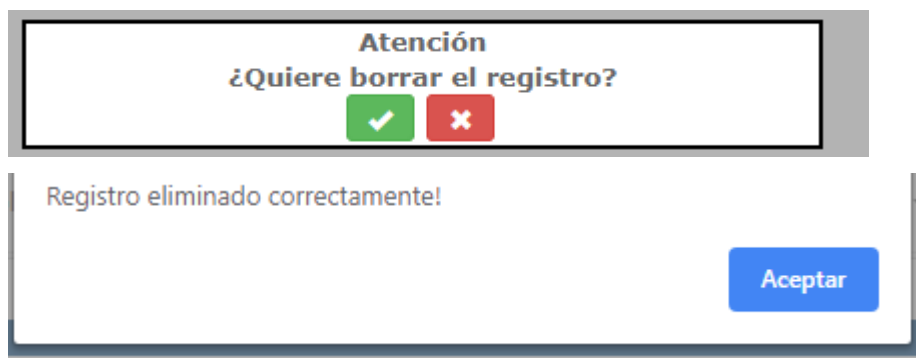 Atención
¿Quiere borrar el registro?
Registro eliminado correctamente!
Aceptar